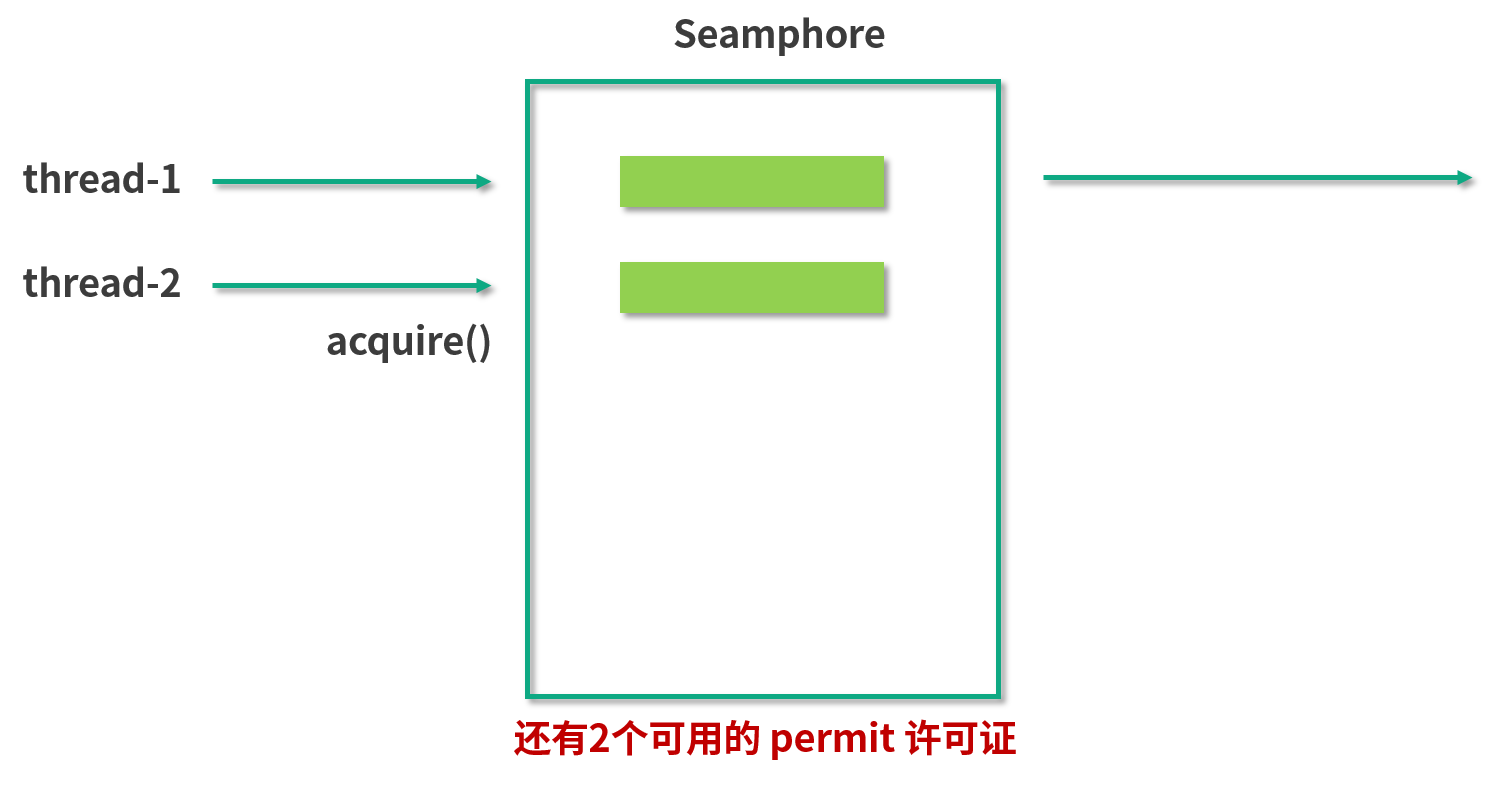 Seamphore
thread-1
thread-2
acquire()
还有2个可用的 permit 许可证